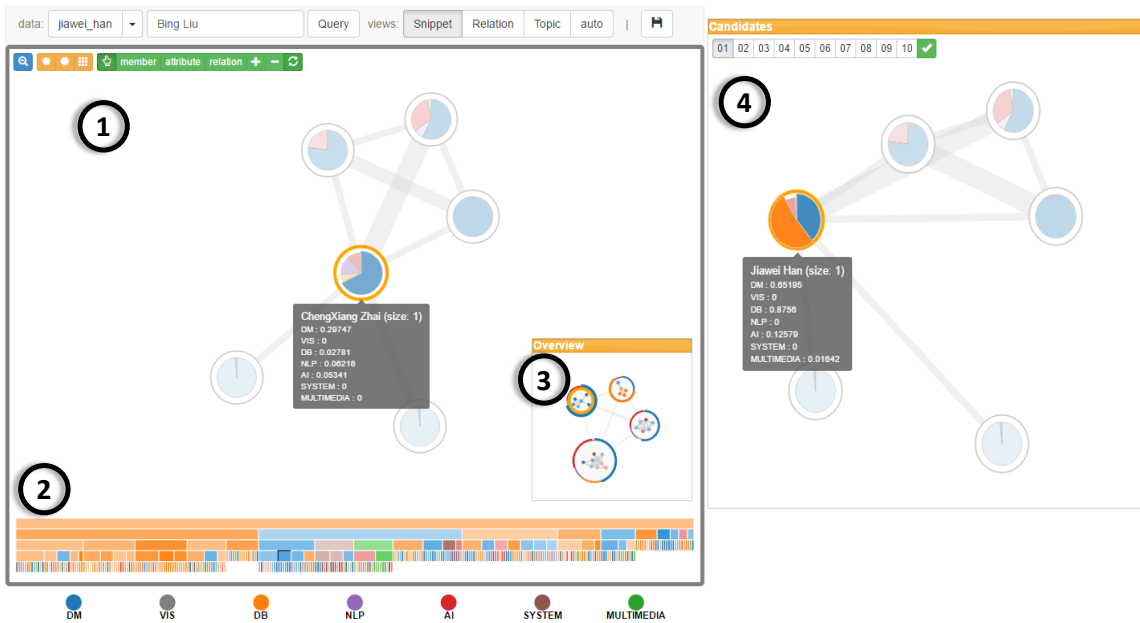 data: jiawei_han Bing Liu Query views: Snippet Relation Topic auto |
Candidates
01 02 03 04 05 06 07 08 09 10
member attribute relation
1
4
ChengXiang Zhai (size: 1)
DM : 0.29747
VIS : 0
DB : 0.02781
NLP : 0.06216
AI : 0.05341
SYSTEM : 0
MULTIMEDIA : 0
Jiawei Han (size: 1)
DM : 0.65195
VIS : 0
DB : 0.8756
NLP : 0
AI : 0.12579
SYSTEM : 0
MULTIMEDIA : 0.01642
Overview
3
2
DM VIS DB NLP AI SYSTEM MULTIMEDIA